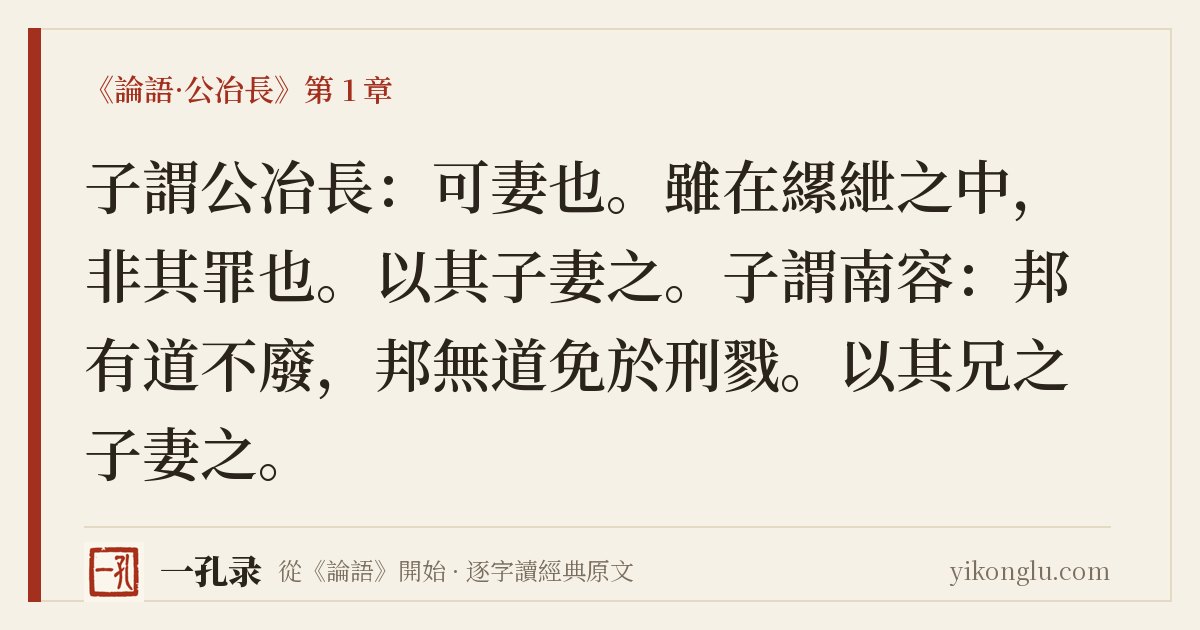 《論語·公冶長》第 1 章
子謂公冶長：可妻也。雖在縲紲之中，
非其罪也。以其子妻之。子謂南容：邦
有道不廢，邦無道免於刑戮。以其兄之
子妻之。
一孔
一孔录 從《論語》開始 · 逐字讀經典原文 yikonglu.com